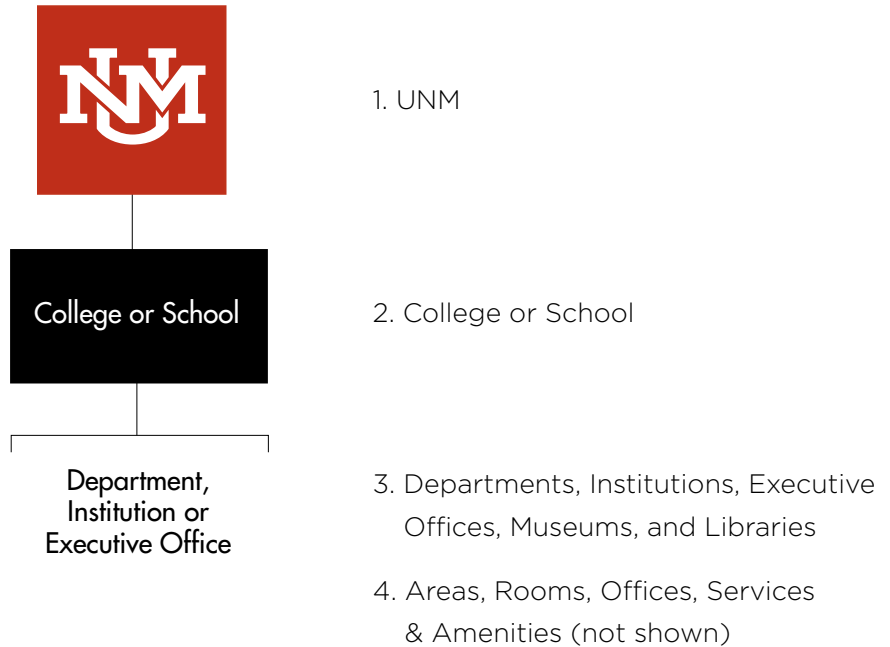 UNM
1. UNM
College or School
2. College or School
Department,
Institution or
Executive Office
3. Departments, Institutions, Executive
Offices, Museums, and Libraries
4. Areas, Rooms, Offices, Services
& Amenities (not shown)